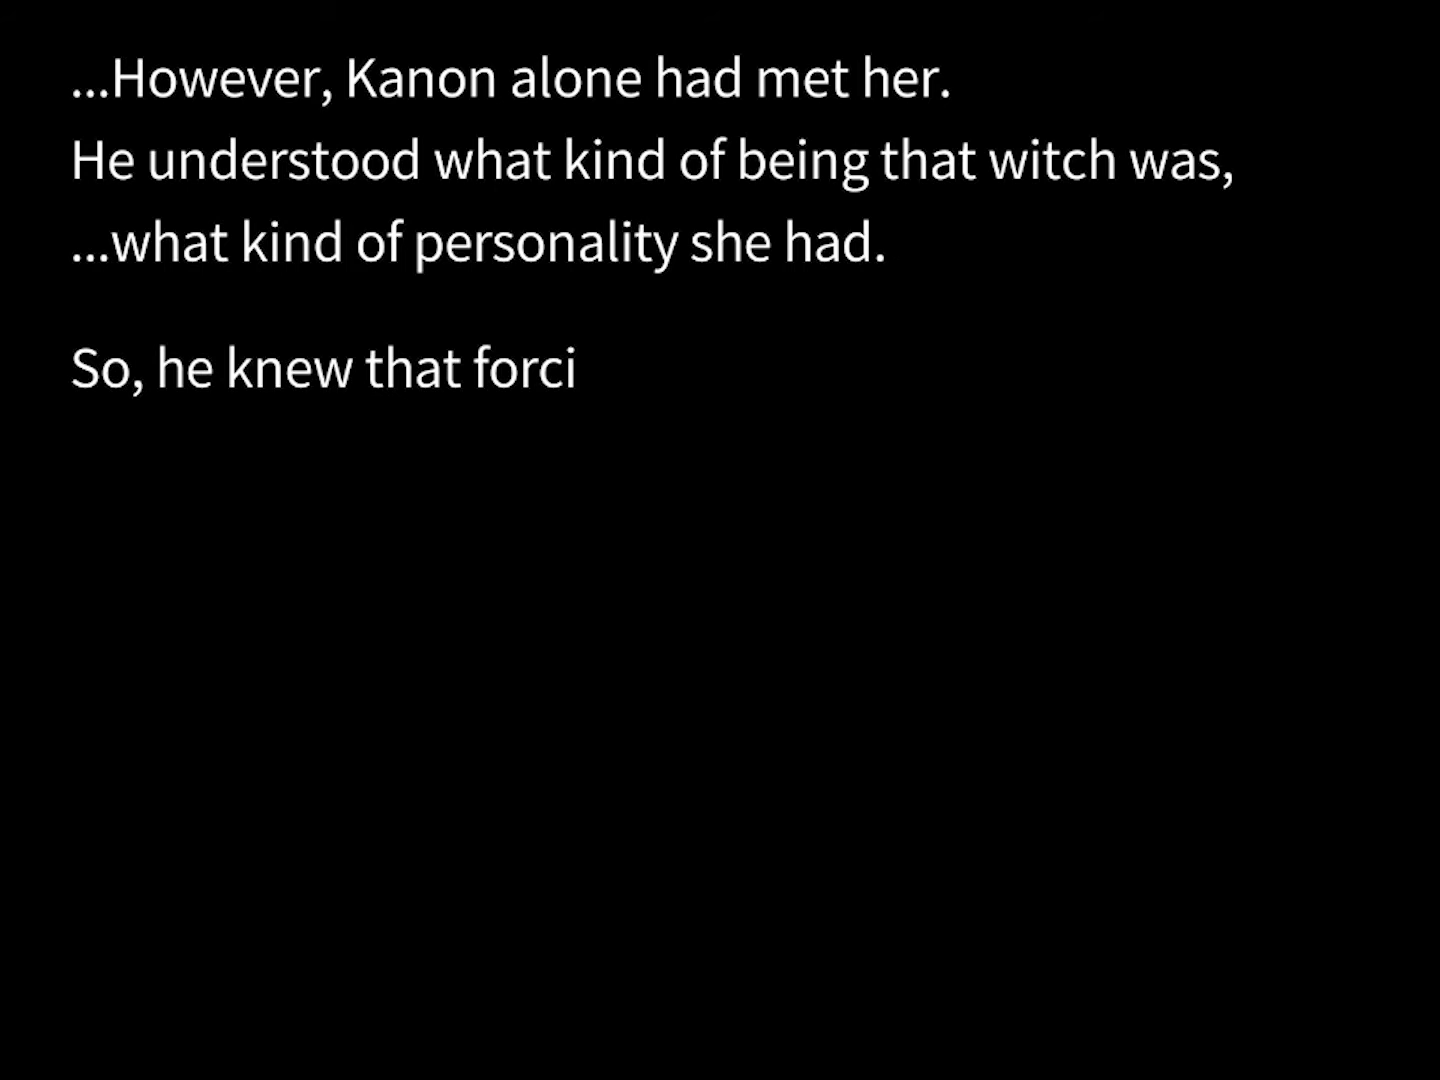 ...However, Kanon alone had met her.
He understood what kind of being that witch was,
...what kind of personality she had.
So, he knew that forci